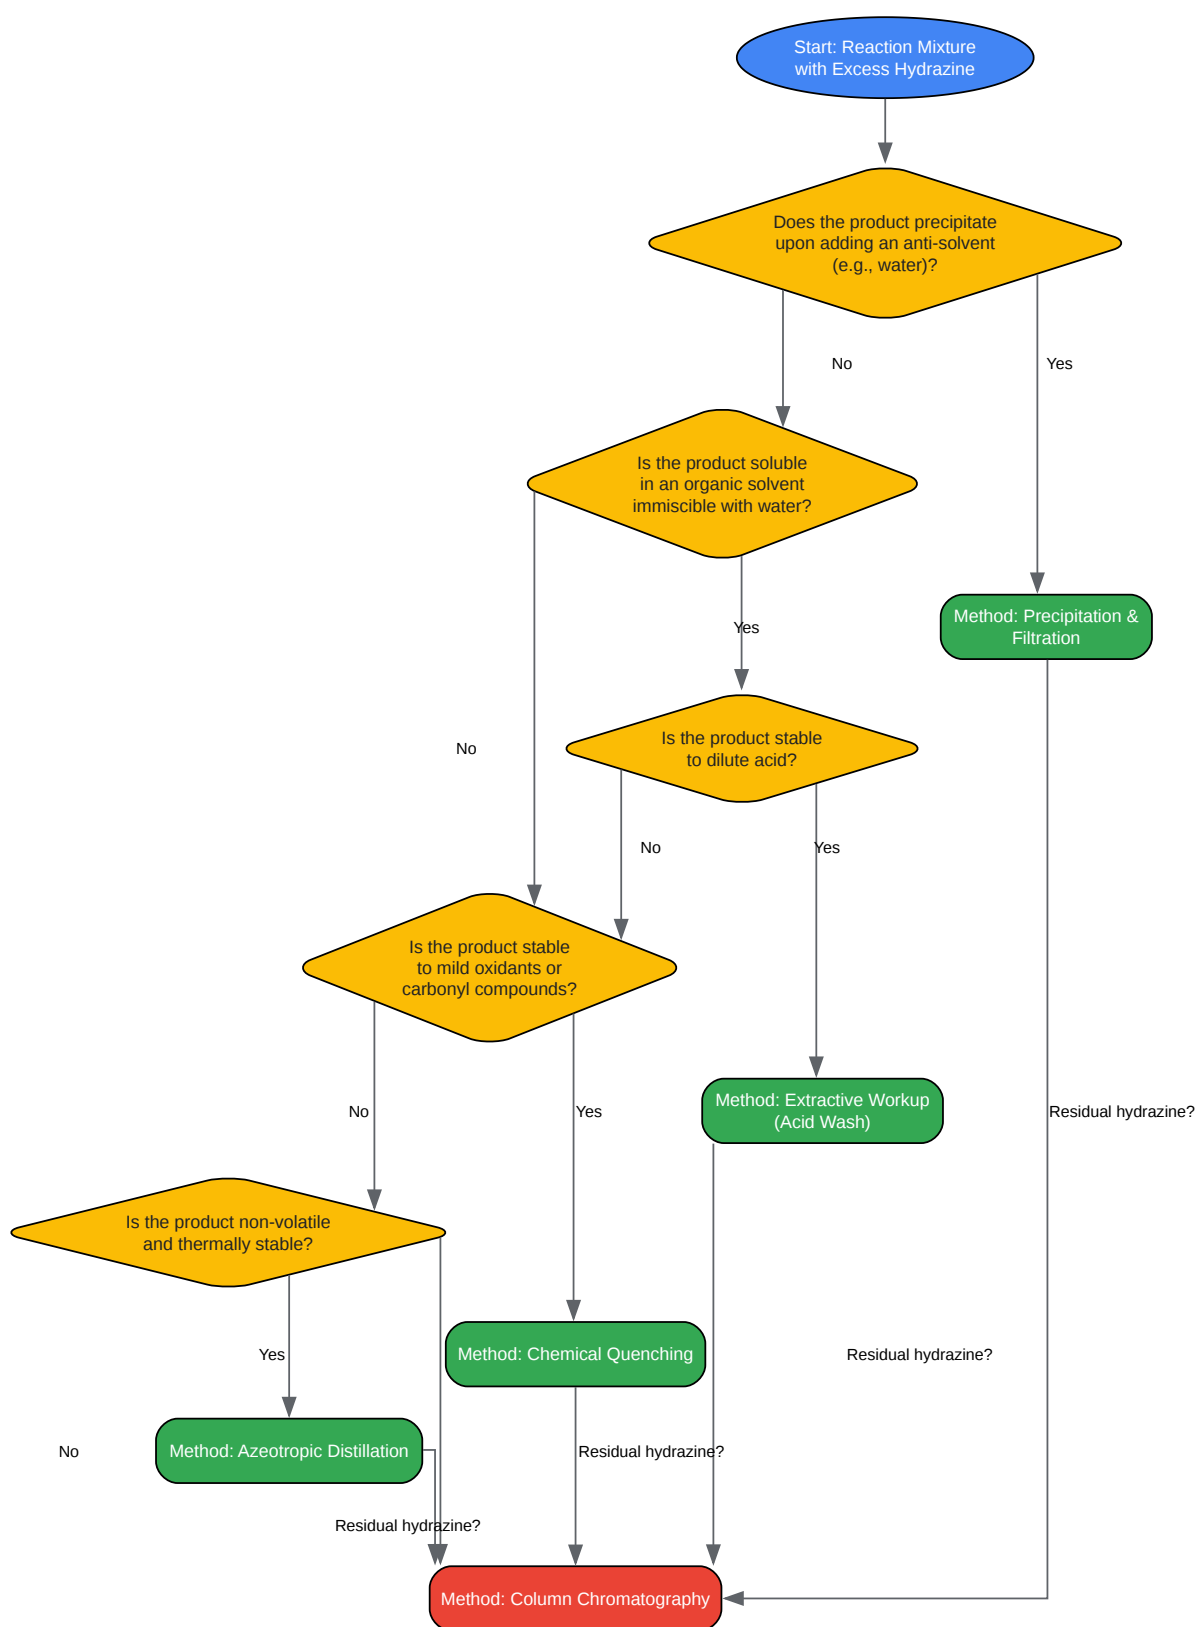 Start: Reaction Mixture
with Excess Hydrazine
Does the product precipitate
upon adding an anti-solvent
(e.g., water)?
No
Yes
Is the product soluble
in an organic solvent
immiscible with water?
Method: Precipitation &
Filtration
Yes
Is the product stable
to dilute acid?
No
No
Yes
Is the product stable
to mild oxidants or
carbonyl compounds?
Method: Extractive Workup
(Acid Wash)
No
Yes
Residual hydrazine?
Is the product non-volatile
and thermally stable?
Method: Chemical Quenching
Yes
Residual hydrazine?
Method: Azeotropic Distillation
No
Residual hydrazine?
Residual hydrazine?
Method: Column Chromatography